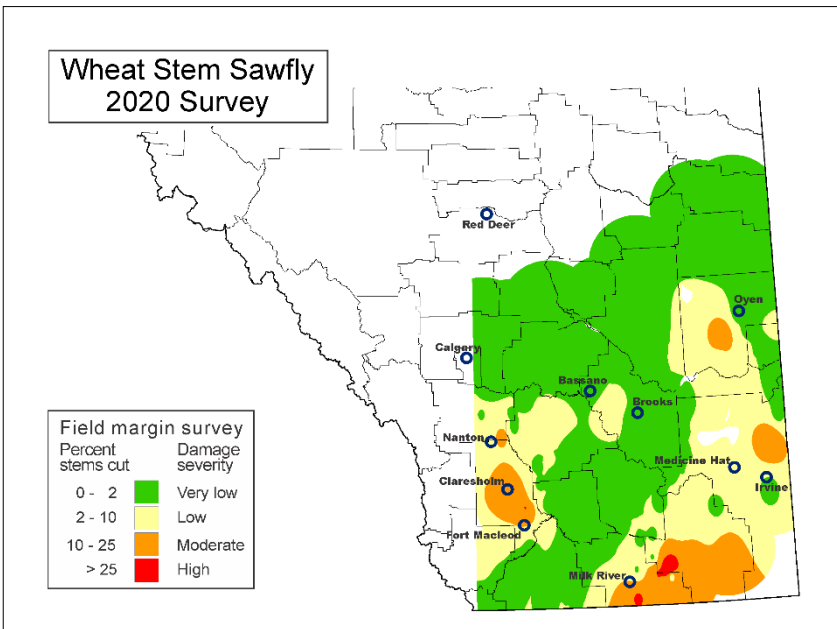 Wheat Stem Sawfly
2020 Survey
Red Deer
Oyen
Calgary
Bassano
Brooks
Nanton
Medicine Hat
Irvine
Claresholm
Fort Macleod
Milk River
Field margin survey
Percent stems cut
Damage severity
0 - 2 Very low
2 - 10 Low
10 - 25 Moderate
> 25 High